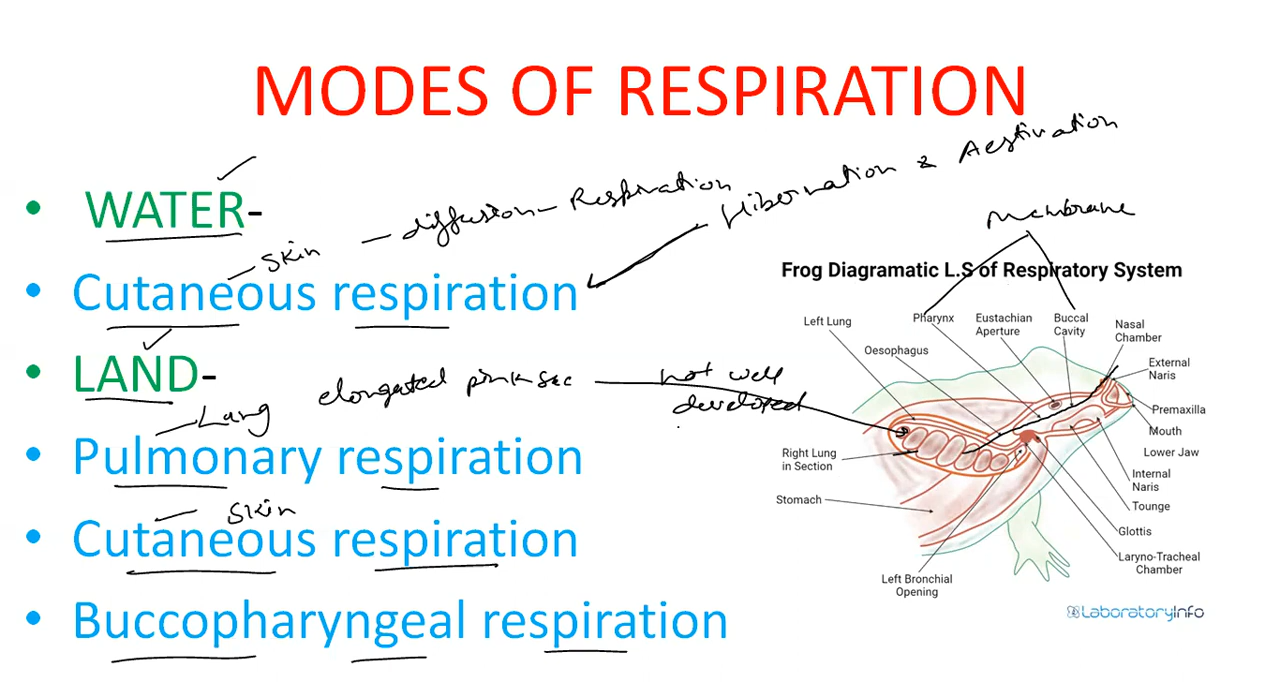 MODES OF RESPIRATION
• WATER-
Skin – diffusion – Respiration
Hibernation & Aestivation
• Cutaneous respiration
• LAND-
Lung
elongated pink sac
not well
developed
• Pulmonary respiration
Skin
• Cutaneous respiration
• Buccopharyngeal respiration
Membrane
Frog Diagramatic L.S of Respiratory System
Left Lung
Pharynx
Eustachian
Aperture
Buccal
Cavity
Nasal
Chamber
Oesophagus
External
Naris
Premaxilla
Mouth
Lower Jaw
Right Lung
in Section
Internal
Naris
Stomach
Tounge
Glottis
Laryno-Tracheal
Chamber
Left Bronchial
Opening
LaboratoryInfo